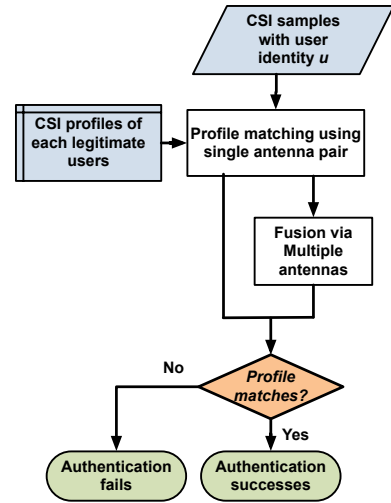 CSI samples
with user
identity u
CSI profiles of
each legitimate
users
Profile matching using
single antenna pair
Fusion via
Multiple
antennas
No
Profile
matches?
Yes
Authentication
fails
Authentication
successes